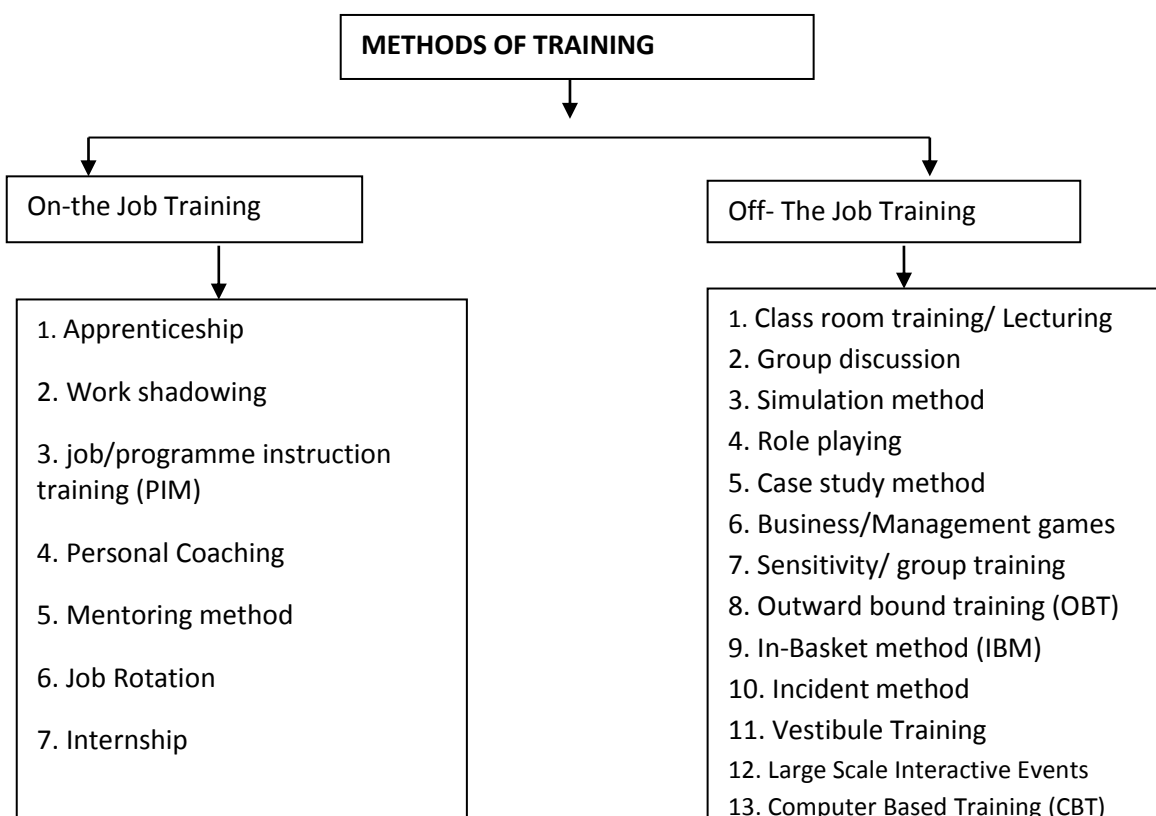 METHODS OF TRAINING
On-the Job Training
1. Apprenticeship
2. Work shadowing
3. job/programme instruction
training (PIM)
4. Personal Coaching
5. Mentoring method
6. Job Rotation
7. Internship
Off- The Job Training
1. Class room training/ Lecturing
2. Group discussion
3. Simulation method
4. Role playing
5. Case study method
6. Business/Management games
7. Sensitivity/ group training
8. Outward bound training (OBT)
9. In-Basket method (IBM)
10. Incident method
11. Vestibule Training
12. Large Scale Interactive Events
13. Computer Based Training (CBT)